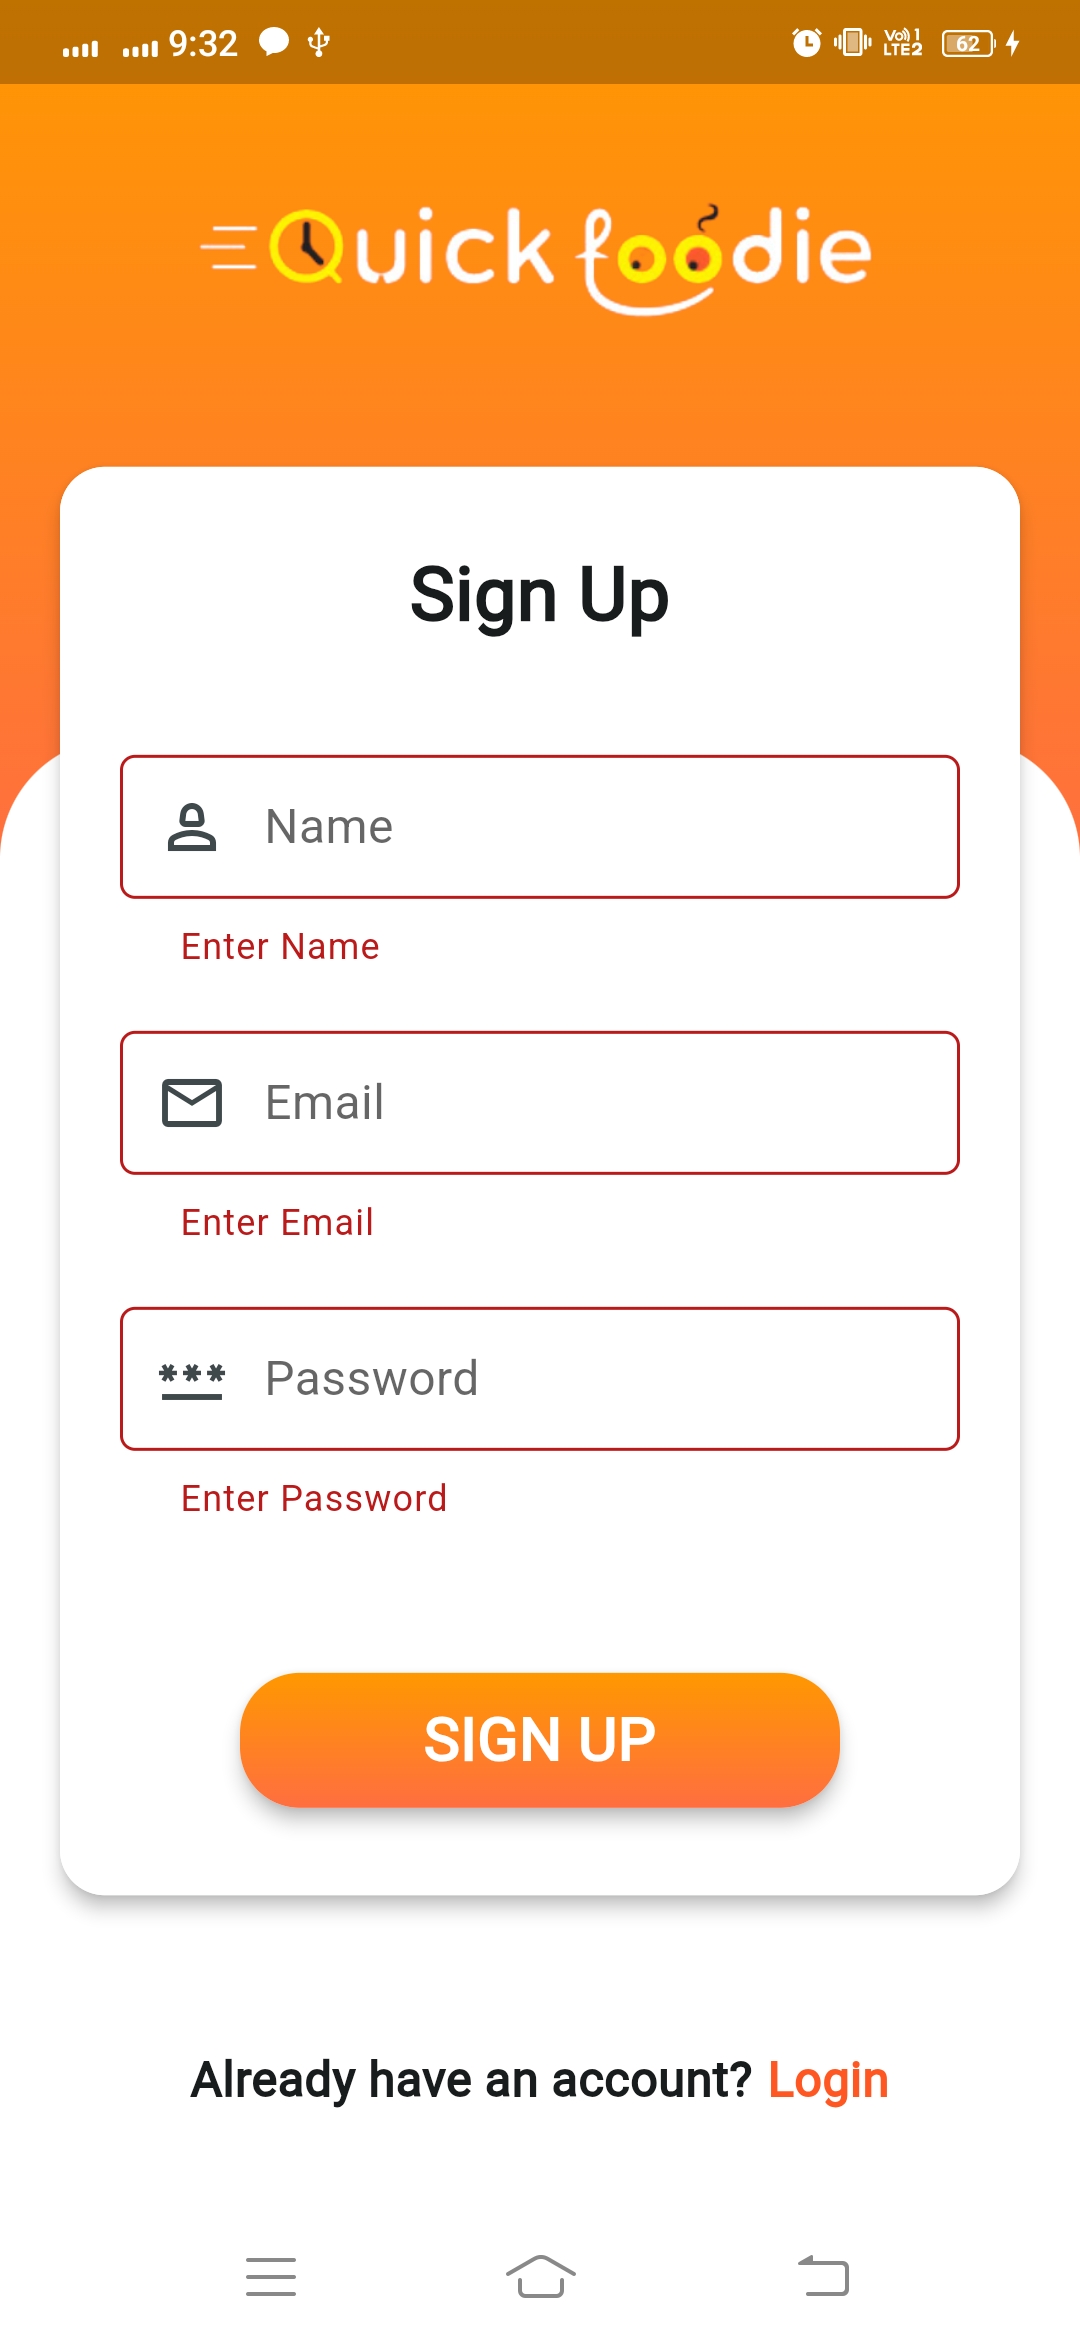 9:32
Vo) 1
LTE2
62
Quick foodie
Sign Up
Name
Enter Name
Email
Enter Email
*** Password
Enter Password
SIGN UP
Already have an account? Login